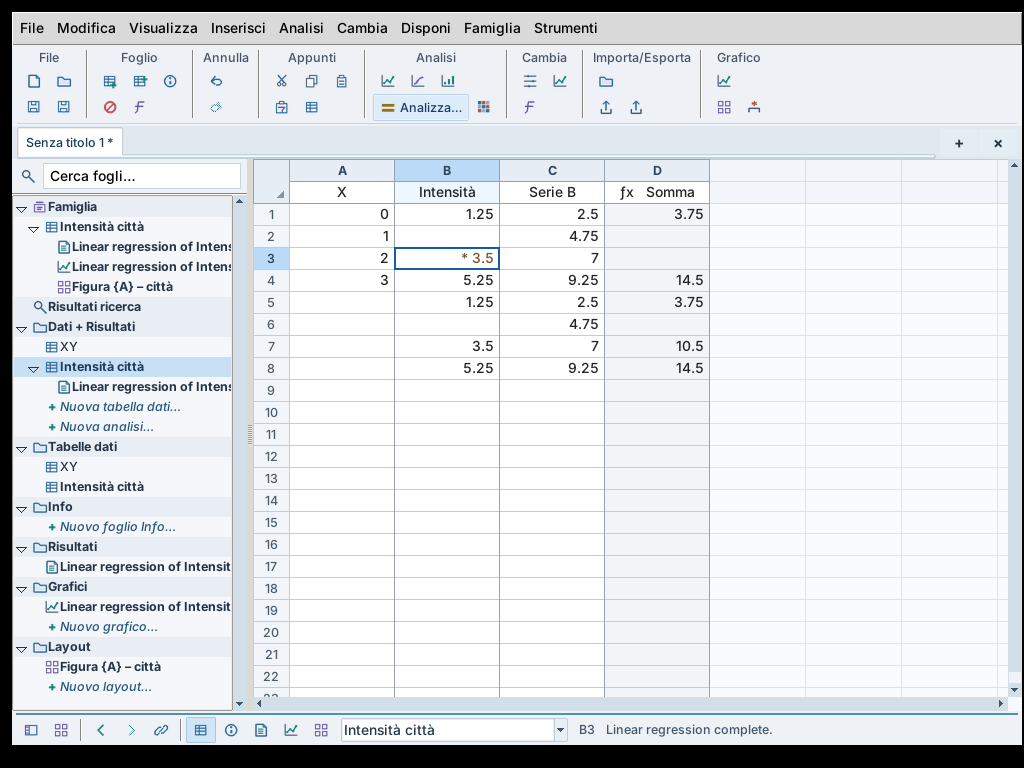 File Modifica Visualizza Inserisci Analisi Cambia Disponi Famiglia Strumenti
File Foglio Annulla Appunti Analisi Cambia Importa/Esporta Grafico
Analizza...
Senza titolo 1 *
+ ×
Cerca fogli...
Famiglia
Intensità città
Linear regression of Intens
Linear regression of Intens
Figura {A} – città
Risultati ricerca
Dati + Risultati
XY
Intensità città
Linear regression of Intens
+ Nuova tabella dati...
+ Nuova analisi...
Tabelle dati
XY
Intensità città
Info
+ Nuovo foglio Info...
Risultati
Linear regression of Intensit
Grafici
Linear regression of Intensit
+ Nuovo grafico...
Layout
Figura {A} – città
+ Nuovo layout...
A B C D
X Intensità Serie B ƒx Somma
1 0 1.25 2.5 3.75
2 1 4.75
3 2 * 3.5 7
4 3 5.25 9.25 14.5
5 1.25 2.5 3.75
6 4.75
7 3.5 7 10.5
8 5.25 9.25 14.5
9
10
11
12
13
14
15
16
17
18
19
20
21
22
23
Intensità città B3 Linear regression complete.